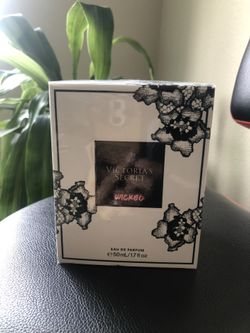 VICTORIA'S
SECRET
WICKED
EAU DE PARFUM
℮50mL/1.7 fl oz